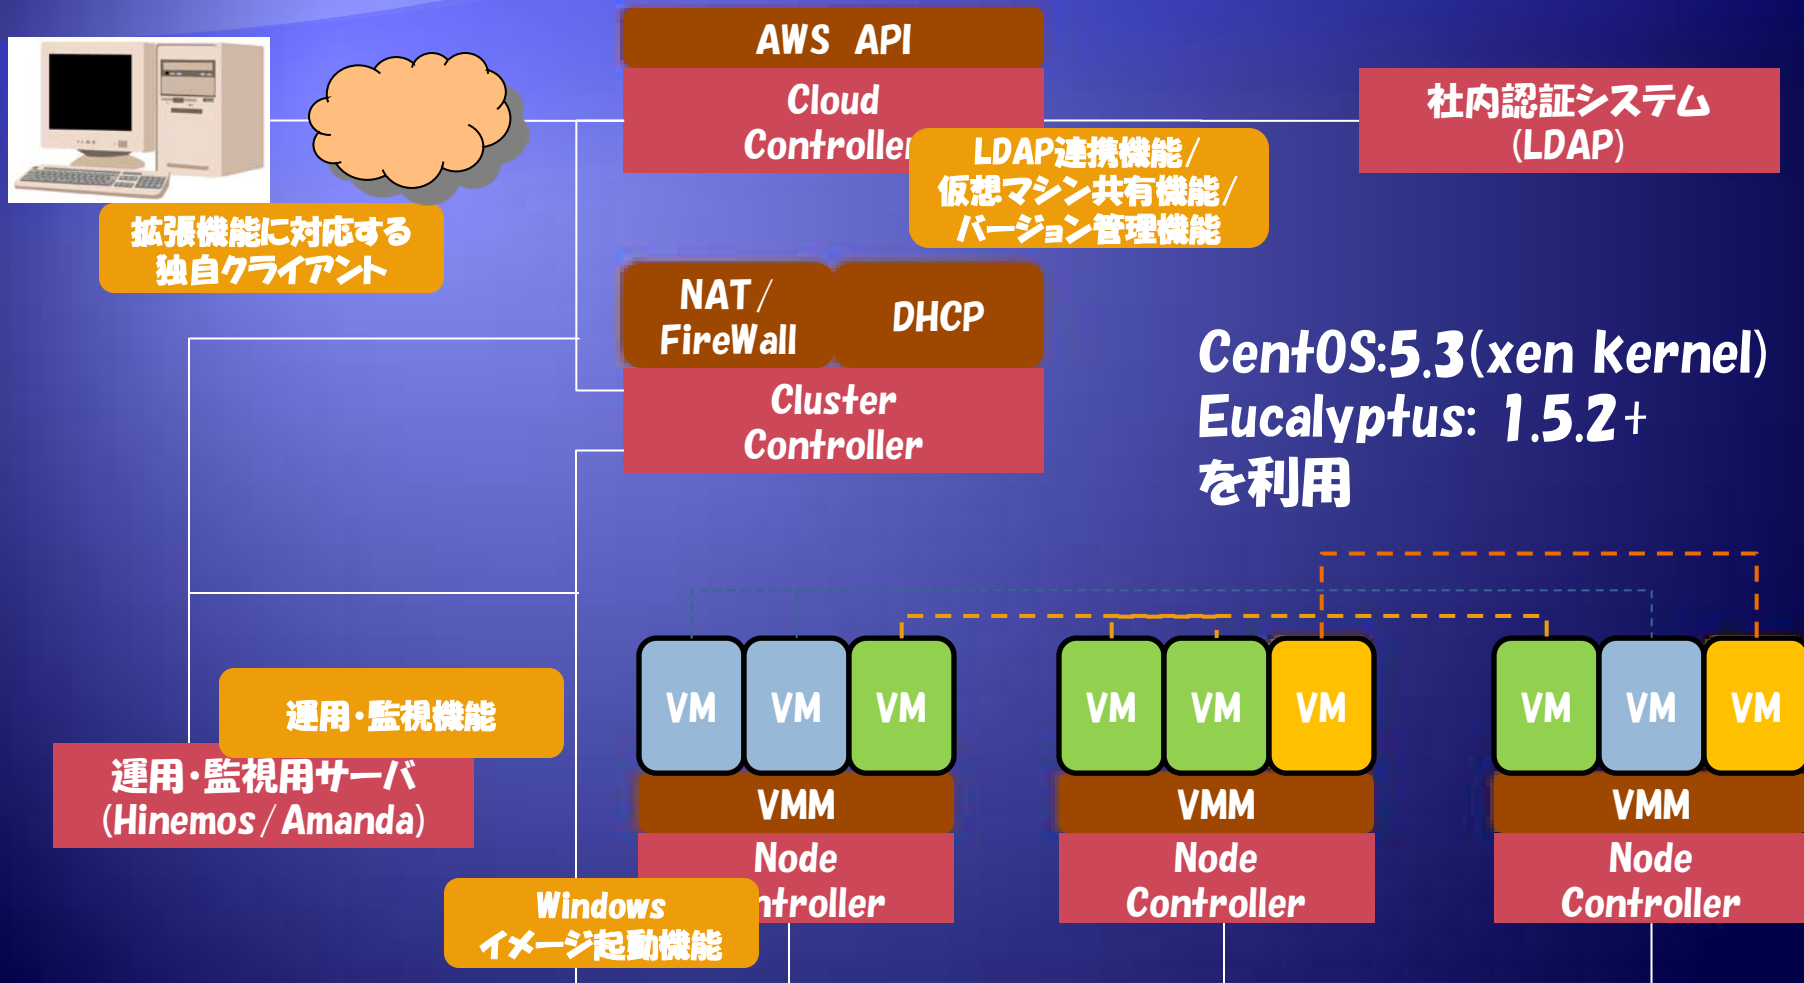 AWS API
Cloud
Controller
社内認証システム
(LDAP)
LDAP連携機能/
仮想マシン共有機能/
バージョン管理機能
拡張機能に対応する
独自クライアント
NAT/
FireWall
DHCP
Cluster
Controller
CentOS:5.3(xen Kernel)
Eucalyptus: 1.5.2+
を利用
運用・監視機能
運用・監視用サーバ
(Hinemos/Amanda)
VM
VM
VM
VM
VM
VM
VM
VM
VM
VMM
VMM
VMM
Node
ntroller
Node
Controller
Node
Controller
Windows
イメージ起動機能